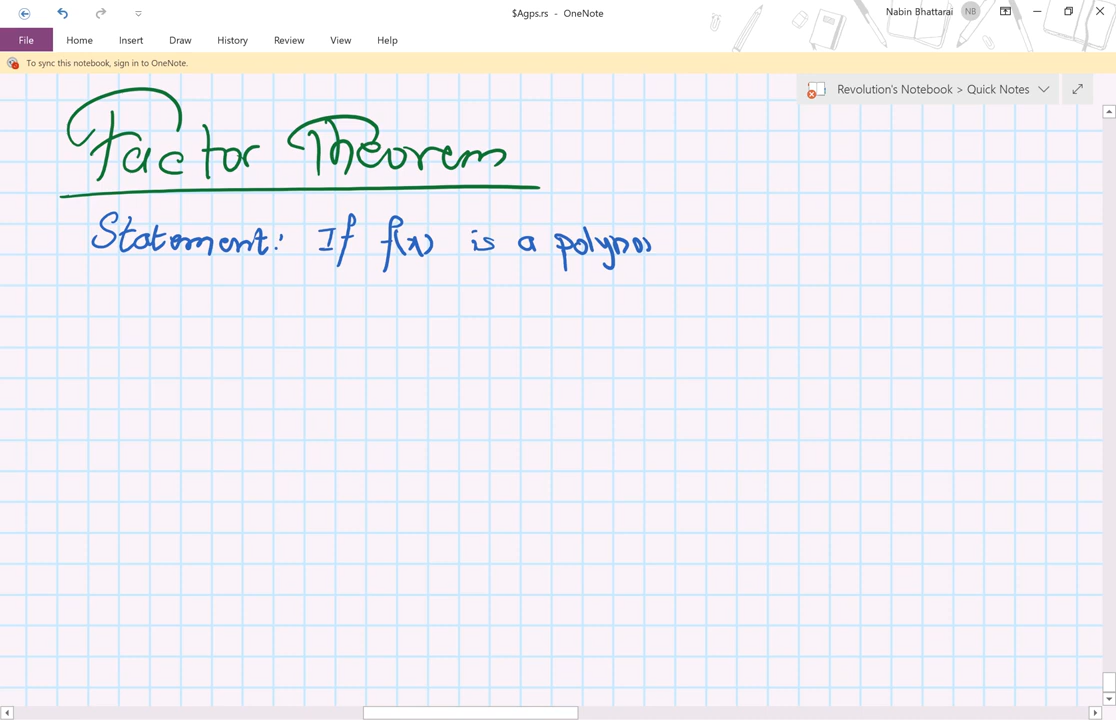 $Agps.rs - OneNote
Nabin Bhattarai NB
File Home Insert Draw History Review View Help
To sync this notebook, sign in to OneNote.
Revolution's Notebook > Quick Notes
Factor Theorem
Statement: If f(x) is a polyno